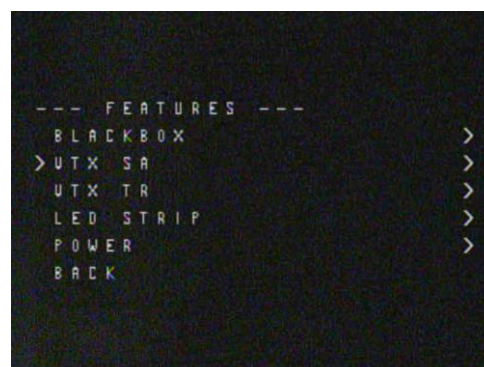 --- FEATURES ---
BLACKBOX >
>VTX SA >
VTX TR >
LED STRIP >
POWER >
BACK